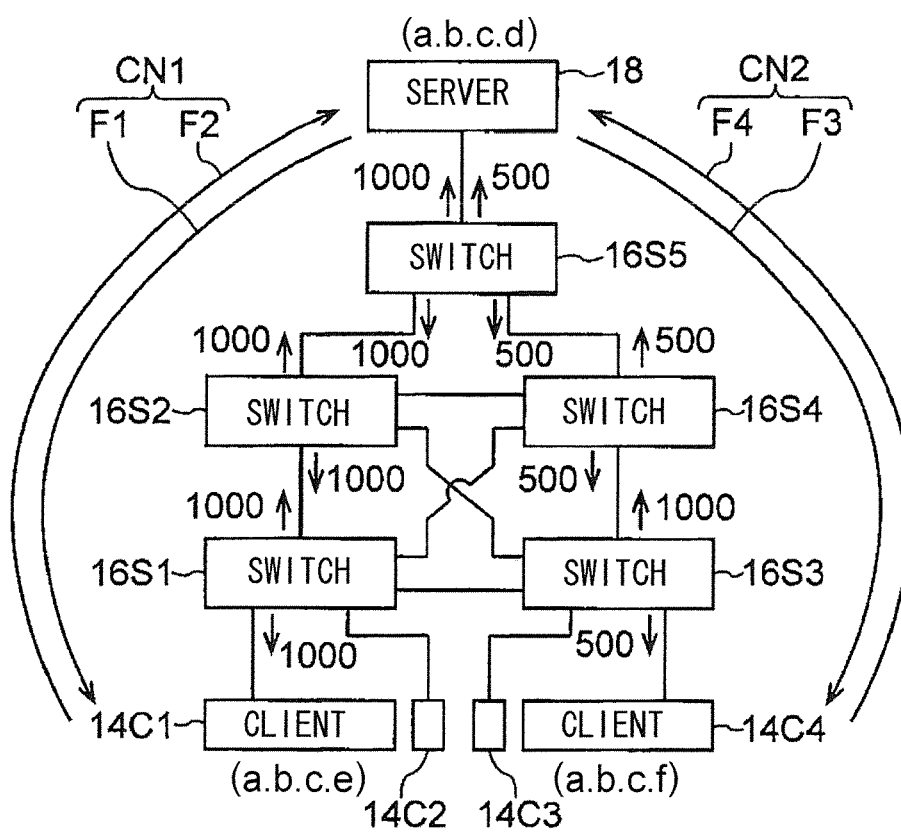 (a.b.c.d)
CN1
CN2
SERVER
18
F1
F2
F4
F3
1000
500
SWITCH
16S5
1000
1000
500
500
16S2
SWITCH
SWITCH
16S4
1000
500
1000
1000
16S1
SWITCH
SWITCH
16S3
1000
500
14C1
CLIENT
CLIENT
14C4
(a.b.c.e)
14C2
14C3
(a.b.c.f)